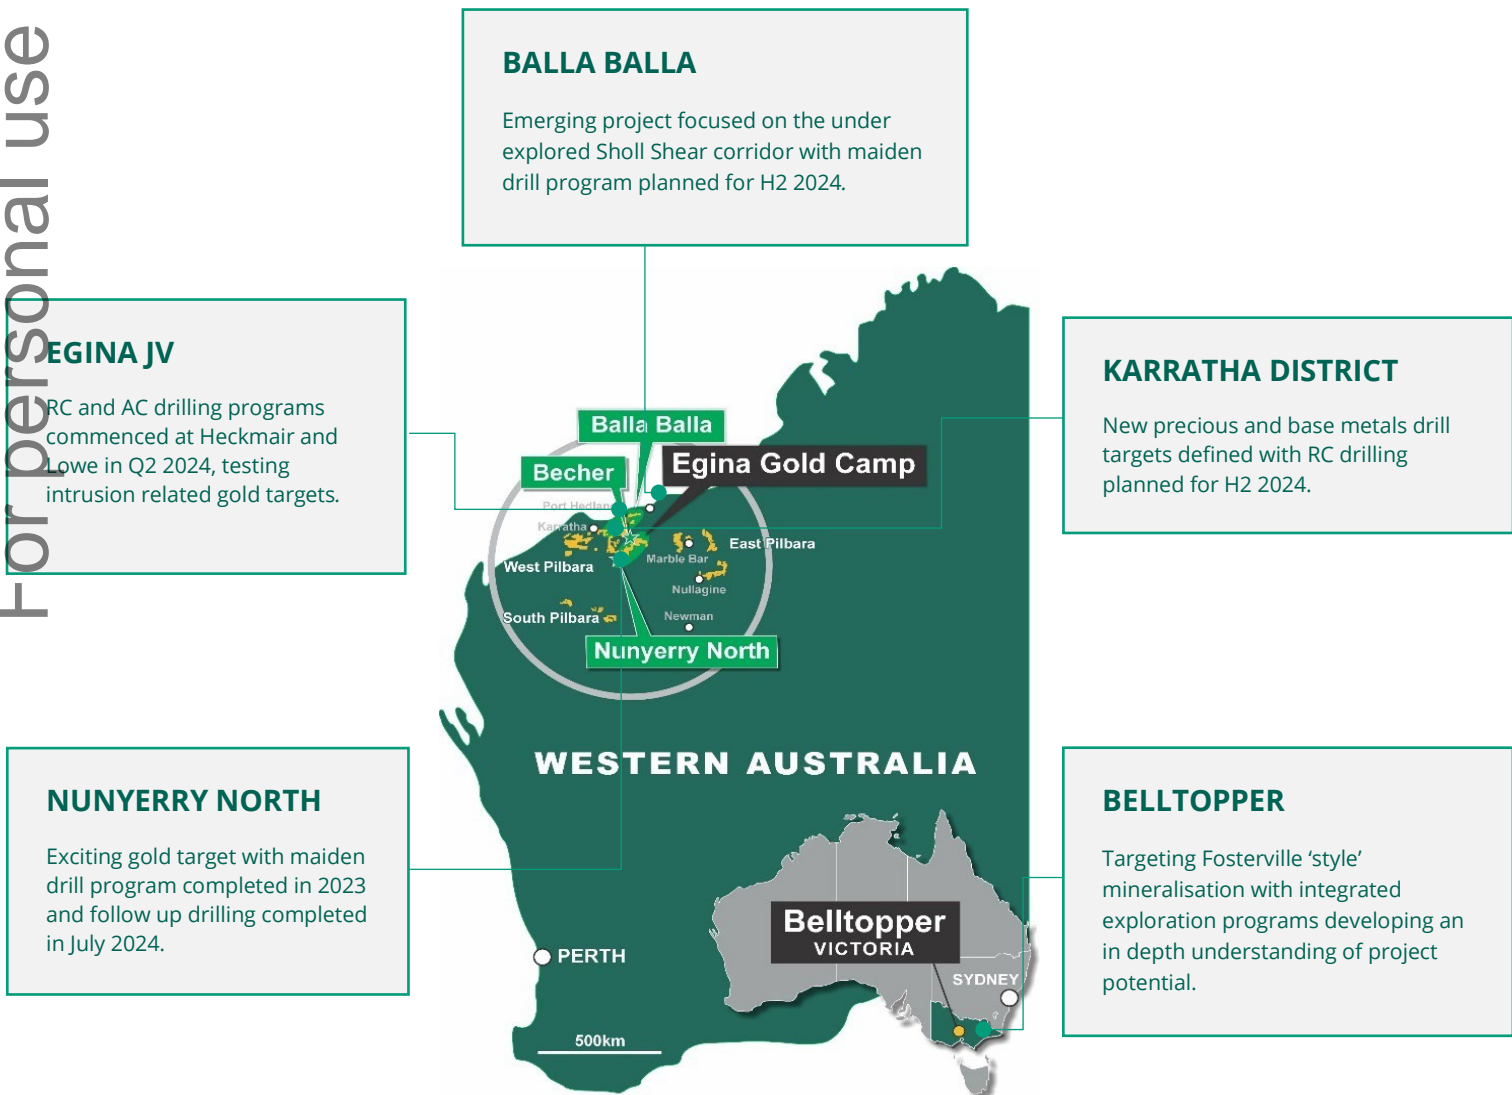 For personal use
BALLA BALLA
Emerging project focused on the under
explored Sholl Shear corridor with maiden
drill program planned for H2 2024.
EGINA JV
RC and AC drilling programs
commenced at Heckmair and
Lowe in Q2 2024, testing
intrusion related gold targets.
KARRATHA DISTRICT
New precious and base metals drill
targets defined with RC drilling
planned for H2 2024.
Balla Balla
Becher
Egina Gold Camp
Port Hedland
Karratha
East Pilbara
Marble Bar
West Pilbara
Nullagine
South Pilbara
Newman
Nunyerry North
WESTERN AUSTRALIA
NUNYERRY NORTH
Exciting gold target with maiden
drill program completed in 2023
and follow up drilling completed
in July 2024.
BELLTOPPER
Targeting Fosterville ‘style’
mineralisation with integrated
exploration programs developing an
in depth understanding of project
potential.
Belltopper
VICTORIA
PERTH
SYDNEY
500km